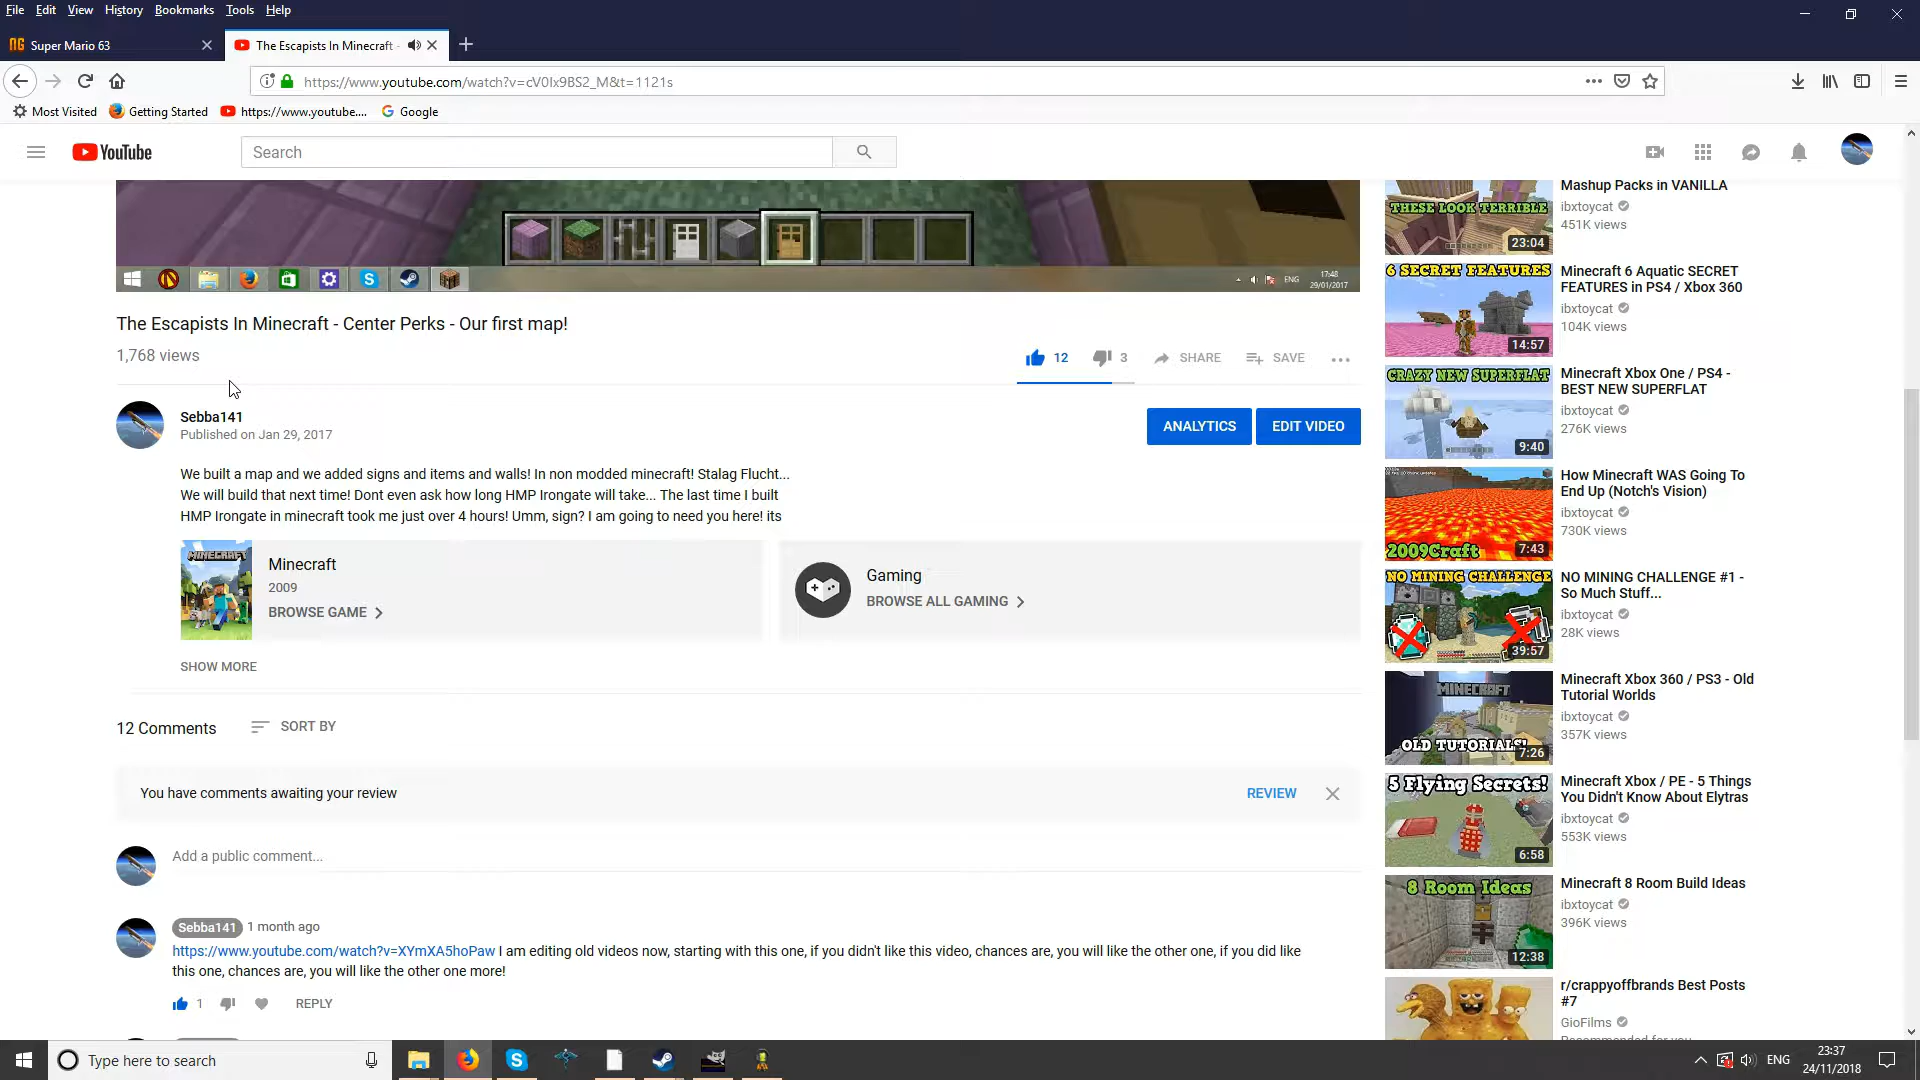 File Edit View History Bookmarks Tools Help
Super Mario 63
The Escapists In Minecraft -
https://www.youtube.com/watch?v=cV0Ix9BS2_M&t=1121s
Most Visited Getting Started https://www.youtube.... Google
YouTube
Search
17:48
ENG
29/01/2017
The Escapists In Minecraft - Center Perks - Our first map!
1,768 views
12 3 SHARE SAVE
Sebba141
Published on Jan 29, 2017
ANALYTICS EDIT VIDEO
We built a map and we added signs and items and walls! In non modded minecraft! Stalag Flucht...
We will build that next time! Dont even ask how long HMP Irongate will take... The last time I built
HMP Irongate in minecraft took me just over 4 hours! Umm, sign? I am going to need you here! its
MINECRAFT
Minecraft
2009
BROWSE GAME
Gaming
BROWSE ALL GAMING
SHOW MORE
12 Comments SORT BY
You have comments awaiting your review REVIEW
Add a public comment...
Sebba141 1 month ago
https://www.youtube.com/watch?v=XYmXA5hoPaw I am editing old videos now, starting with this one, if you didn't like this video, chances are, you will like the other one, if you did like
this one, chances are, you will like the other one more!
1 REPLY
THESE LOOK TERRIBLE
23:04
Mashup Packs in VANILLA
ibxtoycat
451K views
6 SECRET FEATURES
14:57
Minecraft 6 Aquatic SECRET
FEATURES in PS4 / Xbox 360
ibxtoycat
104K views
CRAZY NEW SUPERFLAT
9:40
Minecraft Xbox One / PS4 -
BEST NEW SUPERFLAT
ibxtoycat
276K views
2009Craft
7:43
How Minecraft WAS Going To
End Up (Notch's Vision)
ibxtoycat
730K views
NO MINING CHALLENGE
39:57
NO MINING CHALLENGE #1 -
So Much Stuff...
ibxtoycat
28K views
MINECRAFT
OLD TUTORIALS!
7:26
Minecraft Xbox 360 / PS3 - Old
Tutorial Worlds
ibxtoycat
357K views
5 Flying Secrets!
6:58
Minecraft Xbox / PE - 5 Things
You Didn't Know About Elytras
ibxtoycat
553K views
8 Room Ideas
12:38
Minecraft 8 Room Build Ideas
ibxtoycat
396K views
r/crappyoffbrands Best Posts
#7
GioFilms
Recommended for you
Type here to search
ENG
23:37
24/11/2018